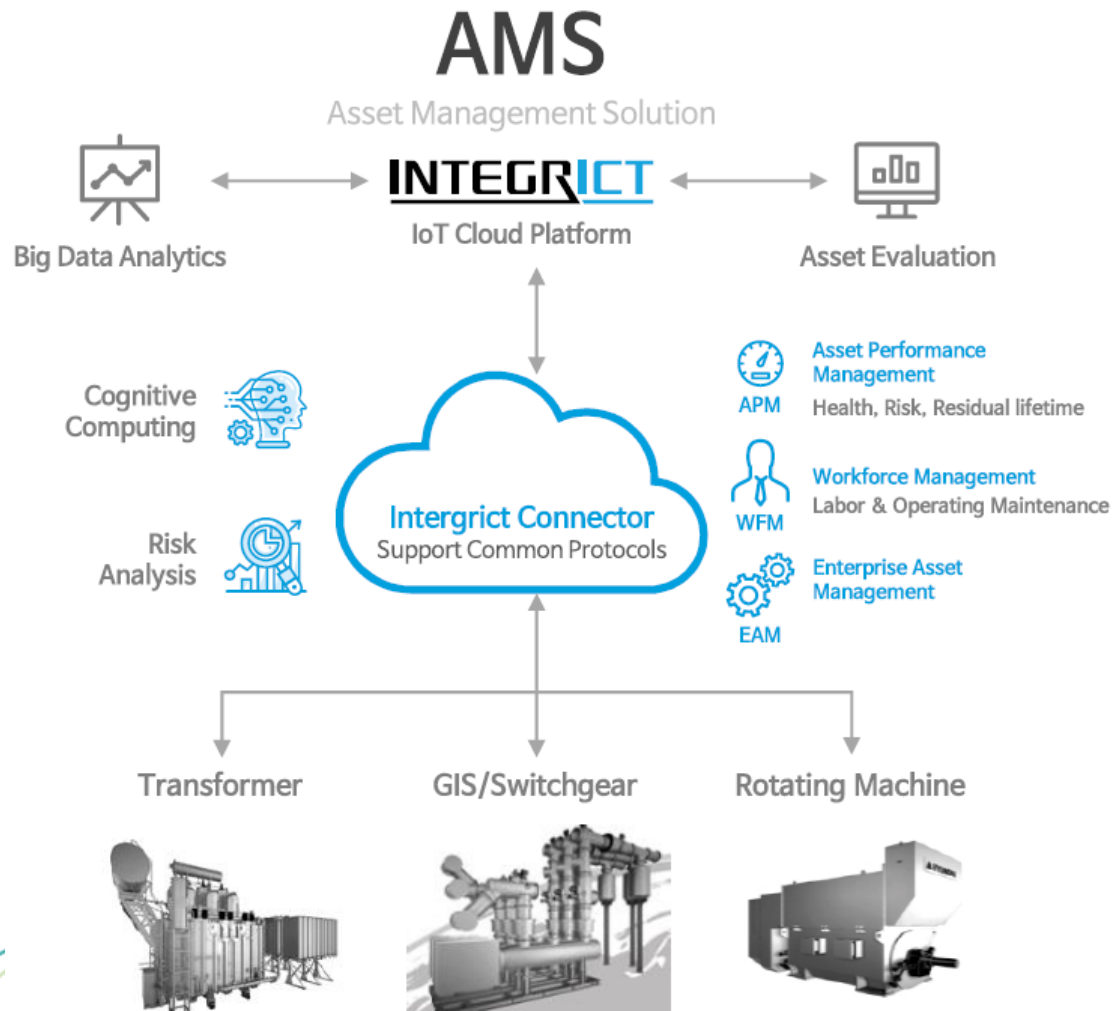 AMS
Asset Management Solution
INTEGRICT
IoT Cloud Platform
Big Data Analytics
Asset Evaluation
Cognitive
Computing
Risk
Analysis
Intergrict Connector
Support Common Protocols
APM
Asset Performance
Management
Health, Risk, Residual lifetime
WFM
Workforce Management
Labor & Operating Maintenance
EAM
Enterprise Asset
Management
Transformer
GIS/Switchgear
Rotating Machine